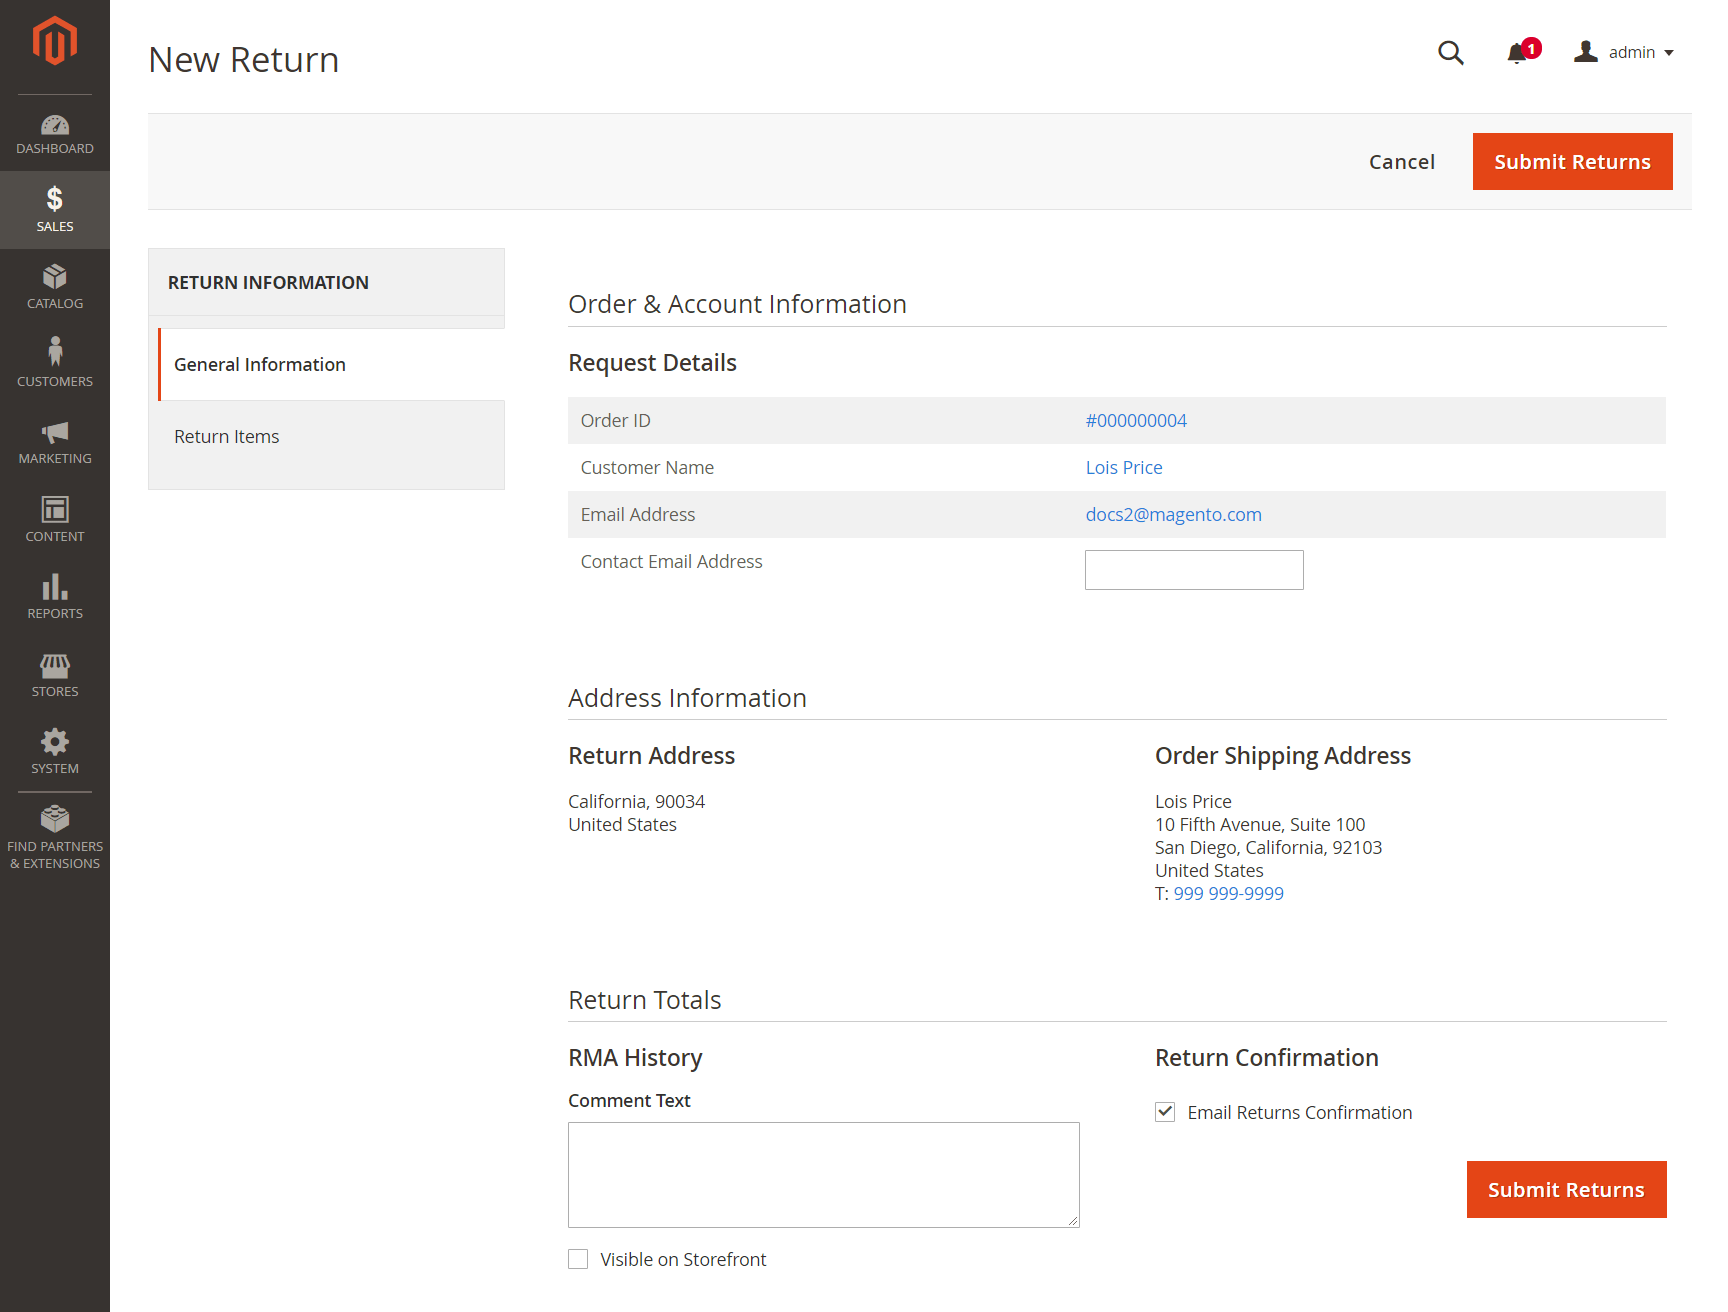 New Return
1
admin
Cancel
Submit Returns
DASHBOARD
SALES
CATALOG
CUSTOMERS
MARKETING
CONTENT
REPORTS
STORES
SYSTEM
FIND PARTNERS
& EXTENSIONS
RETURN INFORMATION
General Information
Return Items
Order & Account Information
Request Details
Order ID #000000004
Customer Name Lois Price
Email Address docs2@magento.com
Contact Email Address
Address Information
Return Address
California, 90034
United States
Order Shipping Address
Lois Price
10 Fifth Avenue, Suite 100
San Diego, California, 92103
United States
T: 999 999-9999
Return Totals
RMA History
Comment Text
Visible on Storefront
Return Confirmation
Email Returns Confirmation
Submit Returns